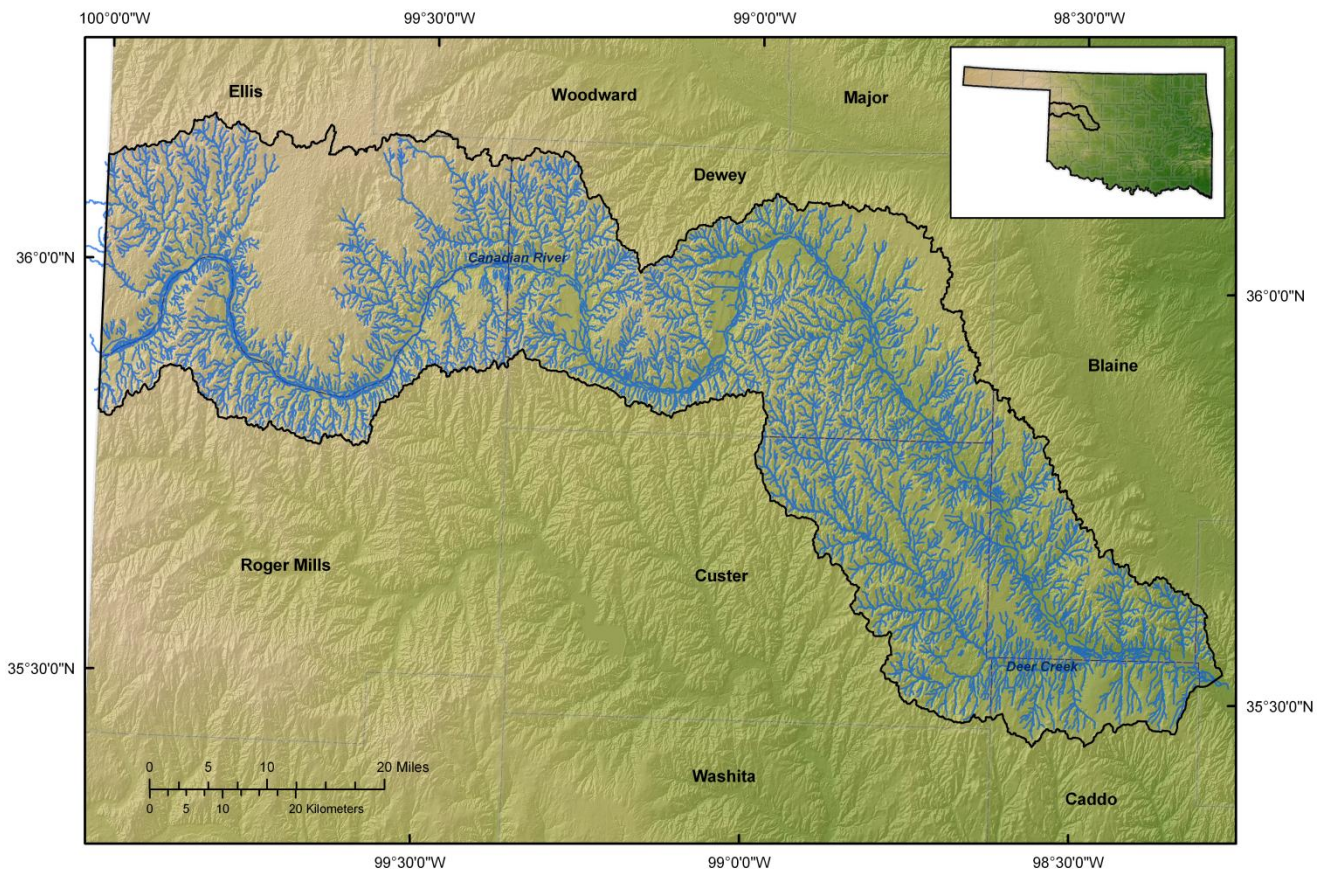 100°0'0"W 99°30'0"W 99°0'0"W 98°30'0"W
Ellis
Woodward
Major
Dewey
36°0'0"N
Canadian River
36°0'0"N
Blaine
Roger Mills
Custer
35°30'0"N
Deer Creek
35°30'0"N
0 5 10 20 Miles
0 5 10 20 Kilometers
Washita
Caddo
99°30'0"W 99°0'0"W 98°30'0"W